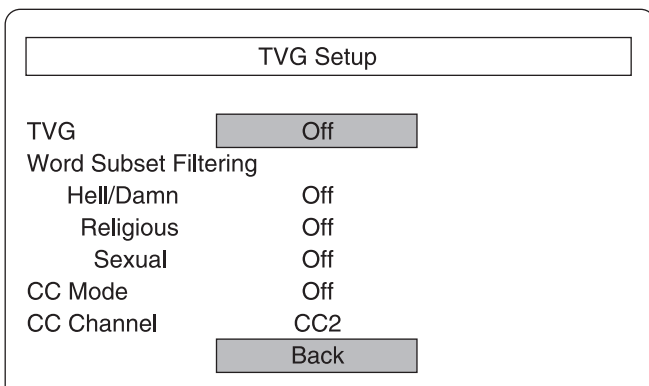 TVG Setup
TVG Off
Word Subset Filtering
Hell/Damn Off
Religious Off
Sexual Off
CC Mode Off
CC Channel CC2
Back